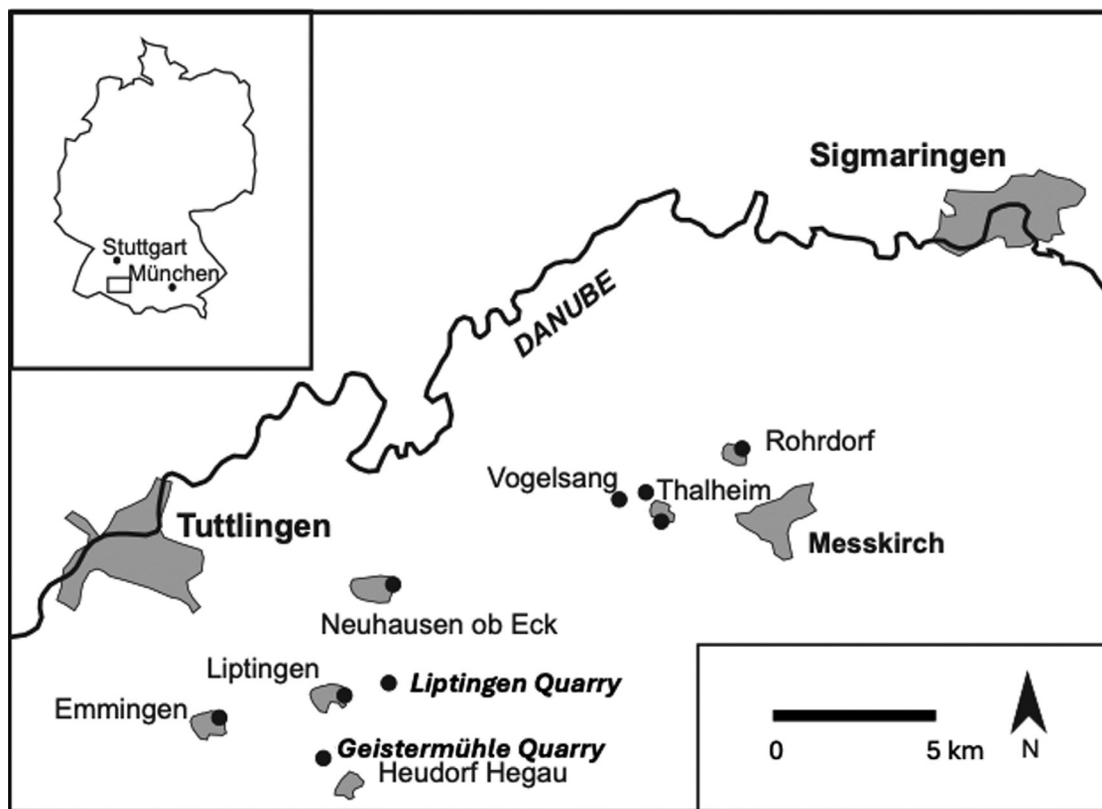 Stuttgart
München
Sigmaringen
DANUBE
Rohrdorf
Vogelsang
Thalheim
Tuttlingen
Messkirch
Neuhausen ob Eck
Liptingen
Liptingen Quarry
Emmingen
Geistermühle Quarry
Heudorf Hegau
0 5 km
N